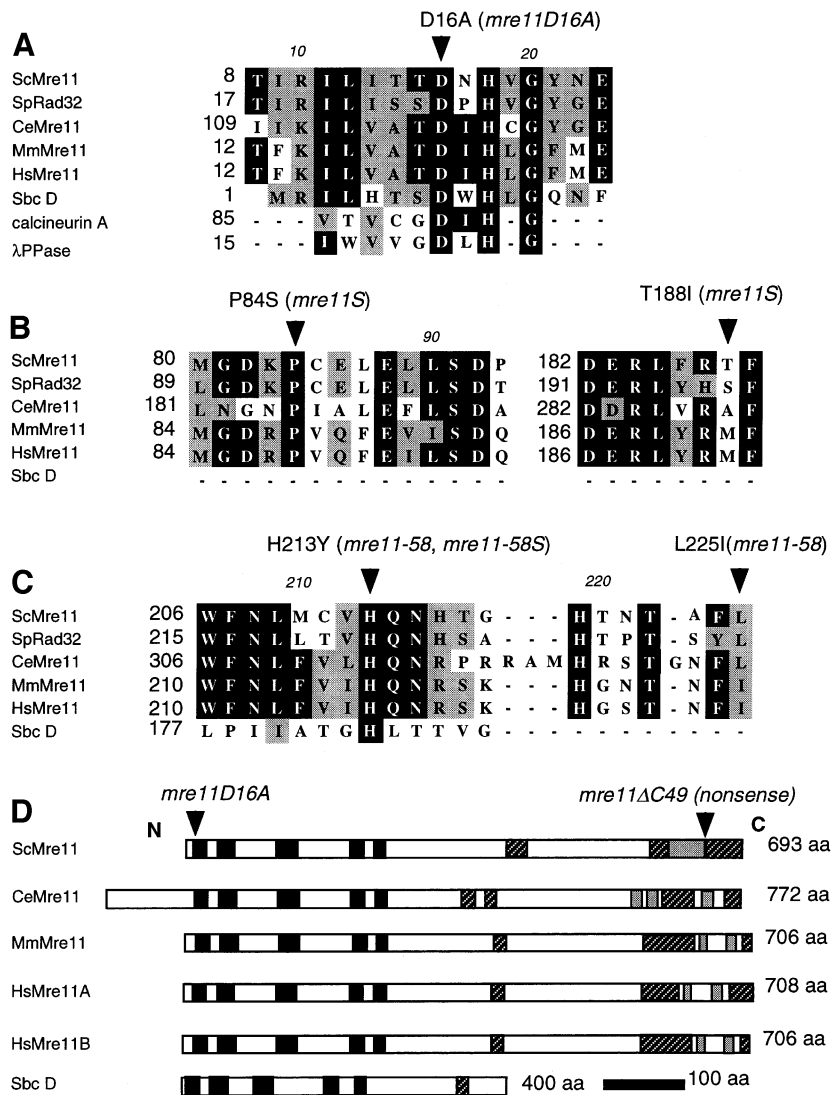 A
D16A (mre11D16A)
10 20
ScMre11 8 T I R I L I T T D N H V G Y N E
SpRad32 17 T I R I L I S S D P H V G Y G E
CeMre11 109 I I K I L V A T D I H C G Y G E
MmMre11 12 T F K I L V A T D I H L G F M E
HsMre11 12 T F K I L V A T D I H L G F M E
Sbc D 1 M R I L H T S D W H L G Q N F
calcineurin A 85 - - - V T V C G D I H - G - - -
λPPase 15 - - - I W V V G D L H - G - - -
B
P84S (mre11S) T188I (mre11S)
90
ScMre11 80 M G D K P C E L E L L S D P 182 D E R L F R T F
SpRad32 89 L G D K P C E L E L L S D T 191 D E R L Y H S F
CeMre11 181 L N G N P I A L E F L S D A 282 D D R L V R A F
MmMre11 84 M G D R P V Q F E V I S D Q 186 D E R L Y R M F
HsMre11 84 M G D R P V Q F E I L S D Q 186 D E R L Y R M F
Sbc D - - - - - - - - - - - - - - - - - - - - - -
C
H213Y (mre11-58, mre11-58S) L225I(mre11-58)
210 220
ScMre11 206 W F N L M C V H Q N H T G - - - H T N T - A F L
SpRad32 215 W F N L L T V H Q N H S A - - - H T P T - S Y L
CeMre11 306 W F N L F V L H Q N R P R R A M H R S T G N F L
MmMre11 210 W F N L F V I H Q N R S K - - - H G N T - N F I
HsMre11 210 W F N L F V I H Q N R S K - - - H G S T - N F I
Sbc D 177 L P I I A T G H L T T V G - - - - - - - - - - -
D
mre11D16A mre11ΔC49 (nonsense)
N C
ScMre11 693 aa
CeMre11 772 aa
MmMre11 706 aa
HsMre11A 708 aa
HsMre11B 706 aa
Sbc D 400 aa 100 aa